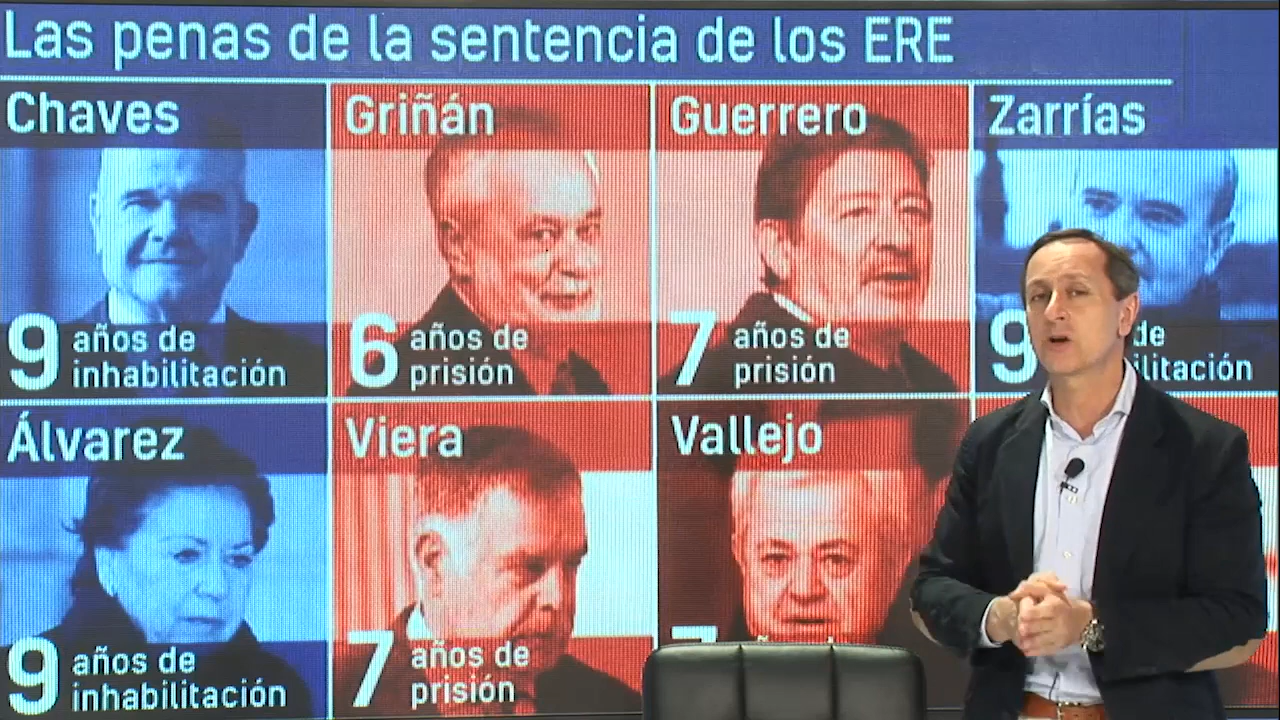 Las penas de la sentencia de los ERE
Chaves Griñán Guerrero Zarrías
9 años de inhabilitación
6 años de prisión
7 años de prisión
9 de
Álvarez Viera Vallejo
9 años de inhabilitación
7 años de prisión